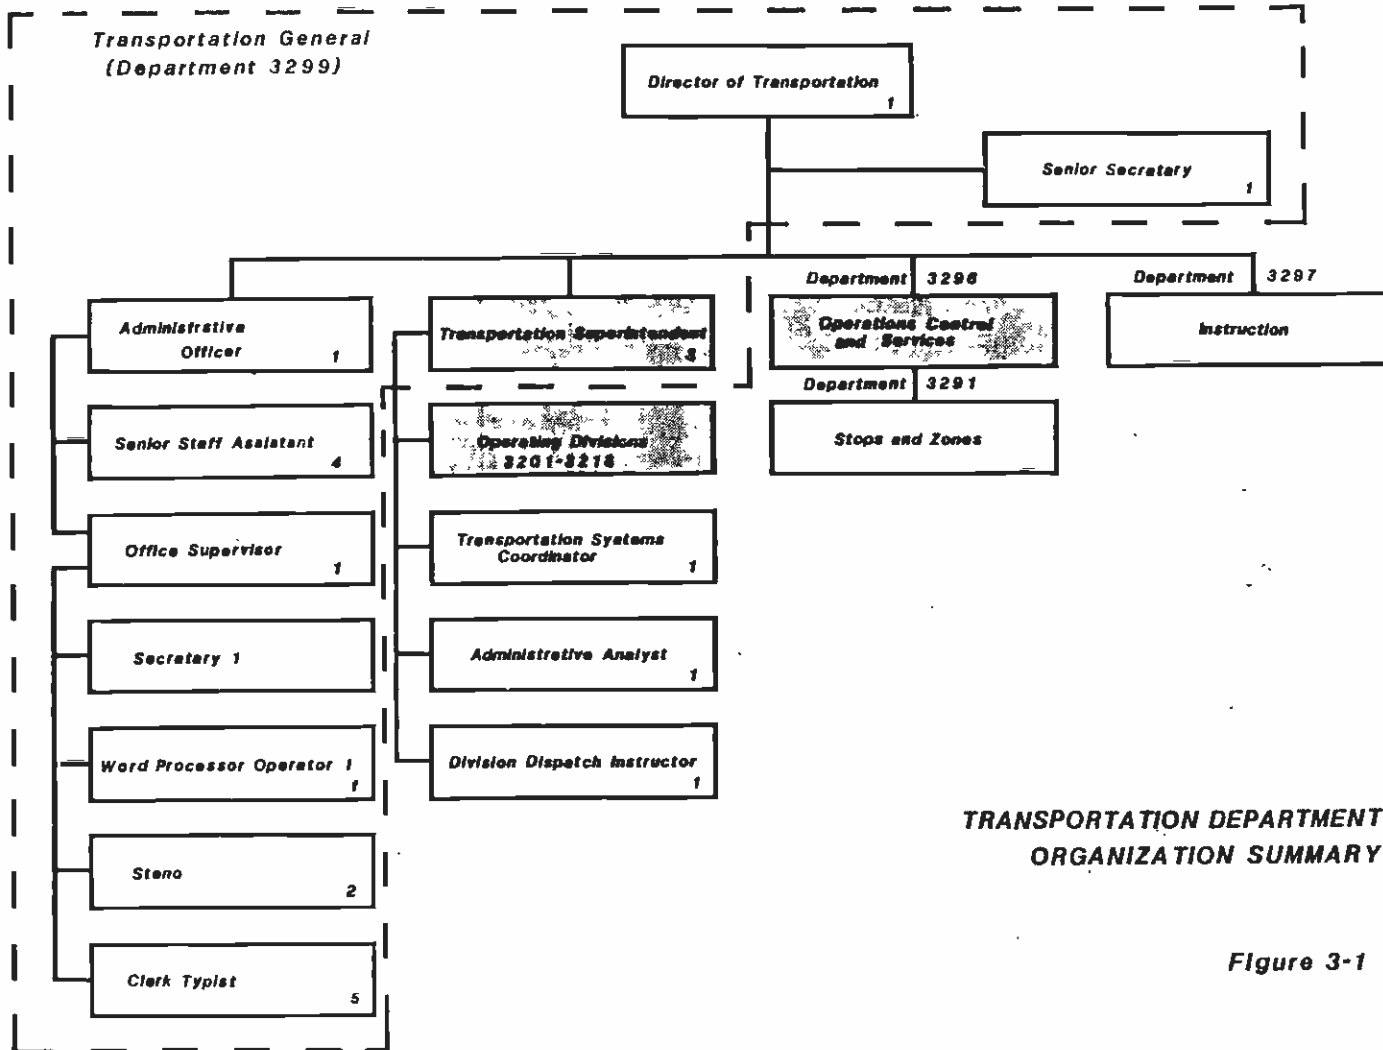 Transportation General
(Department 3299)
Director of Transportation
1
Senior Secretary
1
Administrative
Officer
1
Transportation Superintendent
3
Department 3296
Operations Control
and Services
Department 3297
Instruction
Senior Staff Assistant
4
Operating Divisions
3201-3218
Department 3291
Stops and Zones
Office Supervisor
1
Transportation Systems
Coordinator
1
Secretary 1
Administrative Analyst
1
Word Processor Operator I
1
Division Dispatch Instructor
1
Steno
2
Clerk Typist
5
TRANSPORTATION DEPARTMENT
ORGANIZATION SUMMARY
Figure 3-1